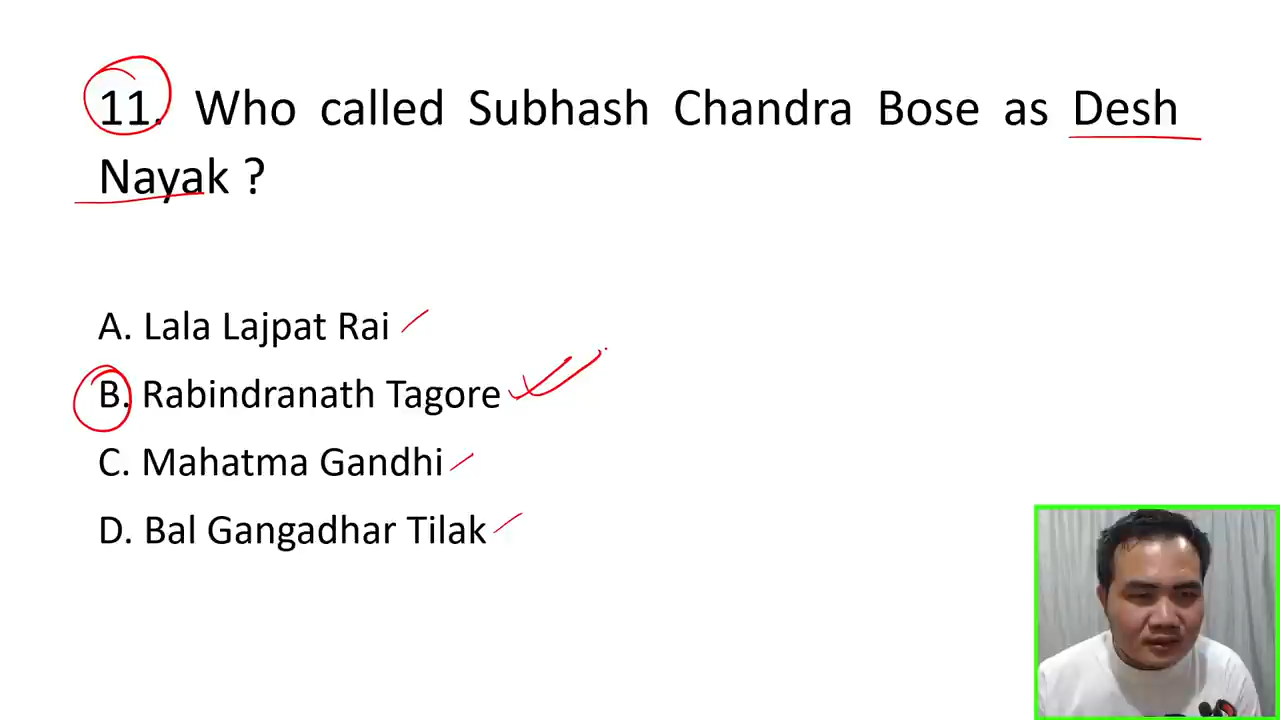 11. Who called Subhash Chandra Bose as Desh
Nayak ?
A. Lala Lajpat Rai
B. Rabindranath Tagore
C. Mahatma Gandhi
D. Bal Gangadhar Tilak